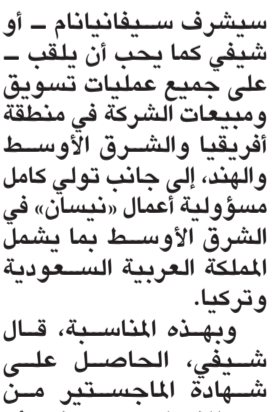 سيشرف سيفانيانام – أو
شيفي كما يحب أن يلقب –
على جميع عمليات تسويق
ومبيعات الشركة في منطقة
أفريقيا والشرق الأوسط
والهند، إلى جانب تولي كامل
مسؤولية أعمال «نيسان» في
الشرق الأوسط بما يشمل
المملكة العربية السعودية
وتركيا.
وبهذه المناسبة، قال
شيفي، الحاصل على
شهادة الماجستير من